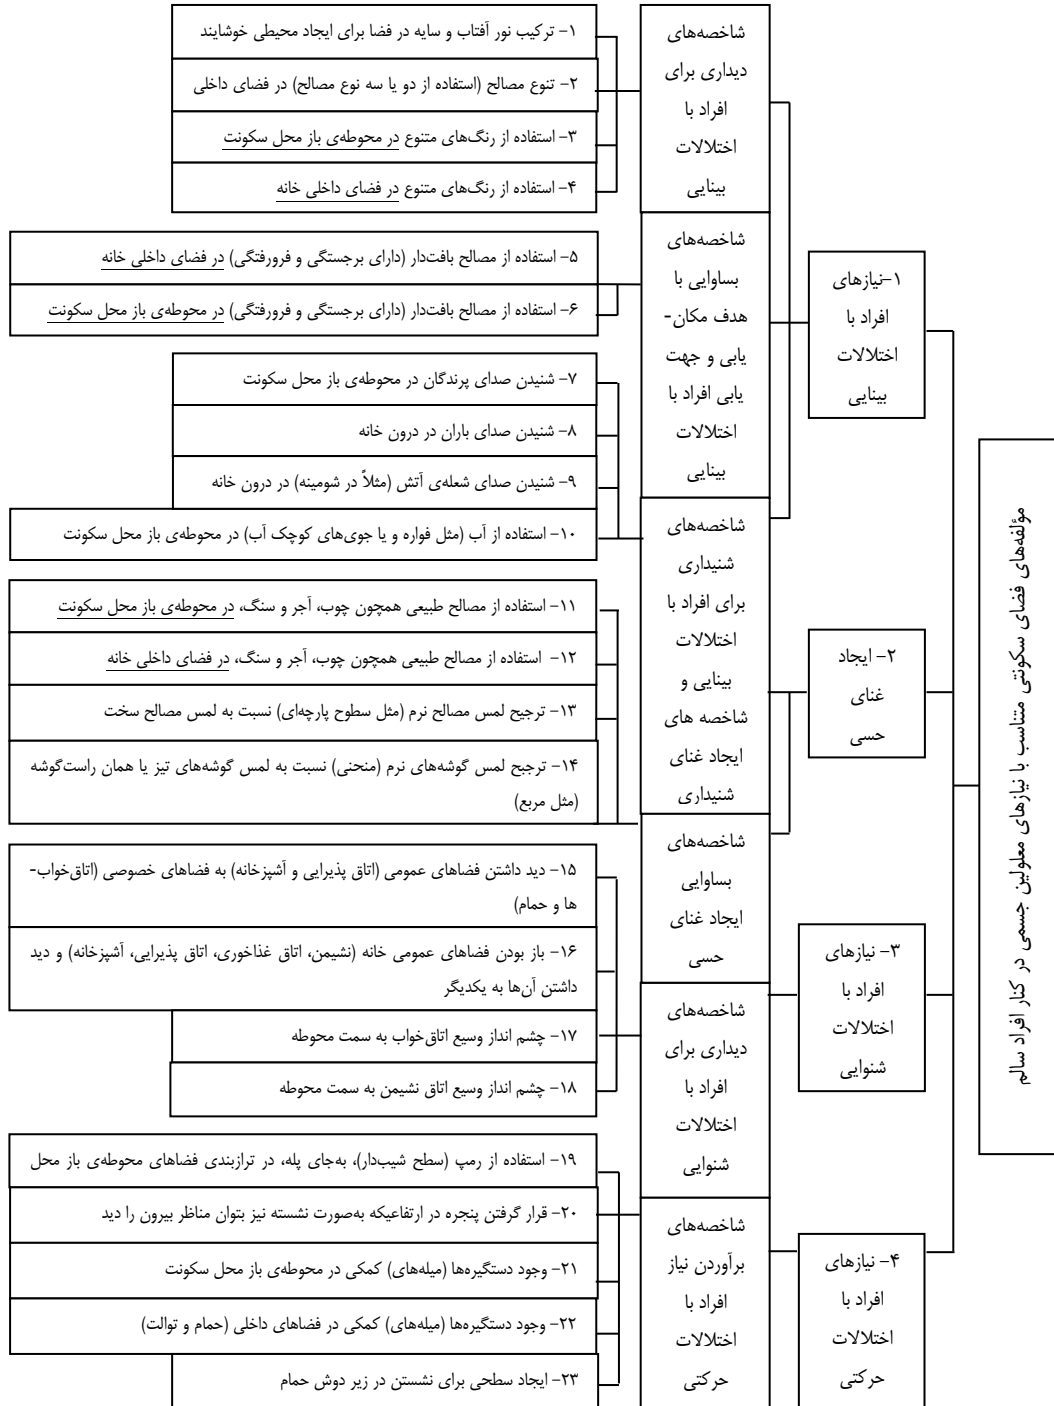 مؤلفه‌های فضای سکونتی متناسب با نیازهای معلولین جسمی در کنار افراد سالم
۱-نیازهای
افراد با
اختلالات
بینایی
۲- ایجاد
غنای
حسی
۳- نیازهای
افراد با
اختلالات
شنوایی
۴- نیازهای
افراد با
اختلالات
حرکتی
شاخصه‌های
دیداری برای
افراد با
اختلالات
بینایی
شاخصه‌های
بساوایی با
هدف مکان-
یابی و جهت
یابی افراد با
اختلالات
بینایی
شاخصه‌های
شنیداری
برای افراد با
اختلالات
بینایی و
شاخصه های
ایجاد غنای
شنیداری
شاخصه‌های
بساوایی
ایجاد غنای
حسی
شاخصه‌های
دیداری برای
افراد با
اختلالات
شنوایی
شاخصه‌های
برآوردن نیاز
افراد با
اختلالات
حرکتی
۱- ترکیب نور آفتاب و سایه در فضا برای ایجاد محیطی خوشایند
۲- تنوع مصالح (استفاده از دو یا سه نوع مصالح) در فضای داخلی
۳- استفاده از رنگ‌های متنوع در محوطه‌ی باز محل سکونت
۴- استفاده از رنگ‌های متنوع در فضای داخلی خانه
۵- استفاده از مصالح بافت‌دار (دارای برجستگی و فرورفتگی) در فضای داخلی خانه
۶- استفاده از مصالح بافت‌دار (دارای برجستگی و فرورفتگی) در محوطه‌ی باز محل سکونت
۷- شنیدن صدای پرندگان در محوطه‌ی باز محل سکونت
۸- شنیدن صدای باران در درون خانه
۹- شنیدن صدای شعله‌ی آتش (مثلاً در شومینه) در درون خانه
۱۰- استفاده از آب (مثل فواره و یا جوی‌های کوچک آب) در محوطه‌ی باز محل سکونت
۱۱- استفاده از مصالح طبیعی همچون چوب، آجر و سنگ، در محوطه‌ی باز محل سکونت
۱۲- استفاده از مصالح طبیعی همچون چوب، آجر و سنگ، در فضای داخلی خانه
۱۳- ترجیح لمس مصالح نرم (مثل سطوح پارچه‌ای) نسبت به لمس مصالح سخت
۱۴- ترجیح لمس گوشه‌های نرم (منحنی) نسبت به لمس گوشه‌های تیز یا همان راست‌گوشه
(مثل مربع)
۱۵- دید داشتن فضاهای عمومی (اتاق پذیرایی و آشپزخانه) به فضاهای خصوصی (اتاق‌خواب-
ها و حمام)
۱۶- باز بودن فضاهای عمومی خانه (نشیمن، اتاق غذاخوری، اتاق پذیرایی، آشپزخانه) و دید
داشتن آن‌ها به یکدیگر
۱۷- چشم انداز وسیع اتاق‌خواب به سمت محوطه
۱۸- چشم انداز وسیع اتاق نشیمن به سمت محوطه
۱۹- استفاده از رمپ (سطح شیب‌دار)، به‌جای پله، در ترازبندی فضاهای محوطه‌ی باز محل
۲۰- قرار گرفتن پنجره در ارتفاعیکه به‌صورت نشسته نیز بتوان مناظر بیرون را دید
۲۱- وجود دستگیره‌ها (میله‌های) کمکی در محوطه‌ی باز محل سکونت
۲۲- وجود دستگیره‌ها (میله‌های) کمکی در فضاهای داخلی (حمام و توالت)
۲۳- ایجاد سطحی برای نشستن در زیر دوش حمام